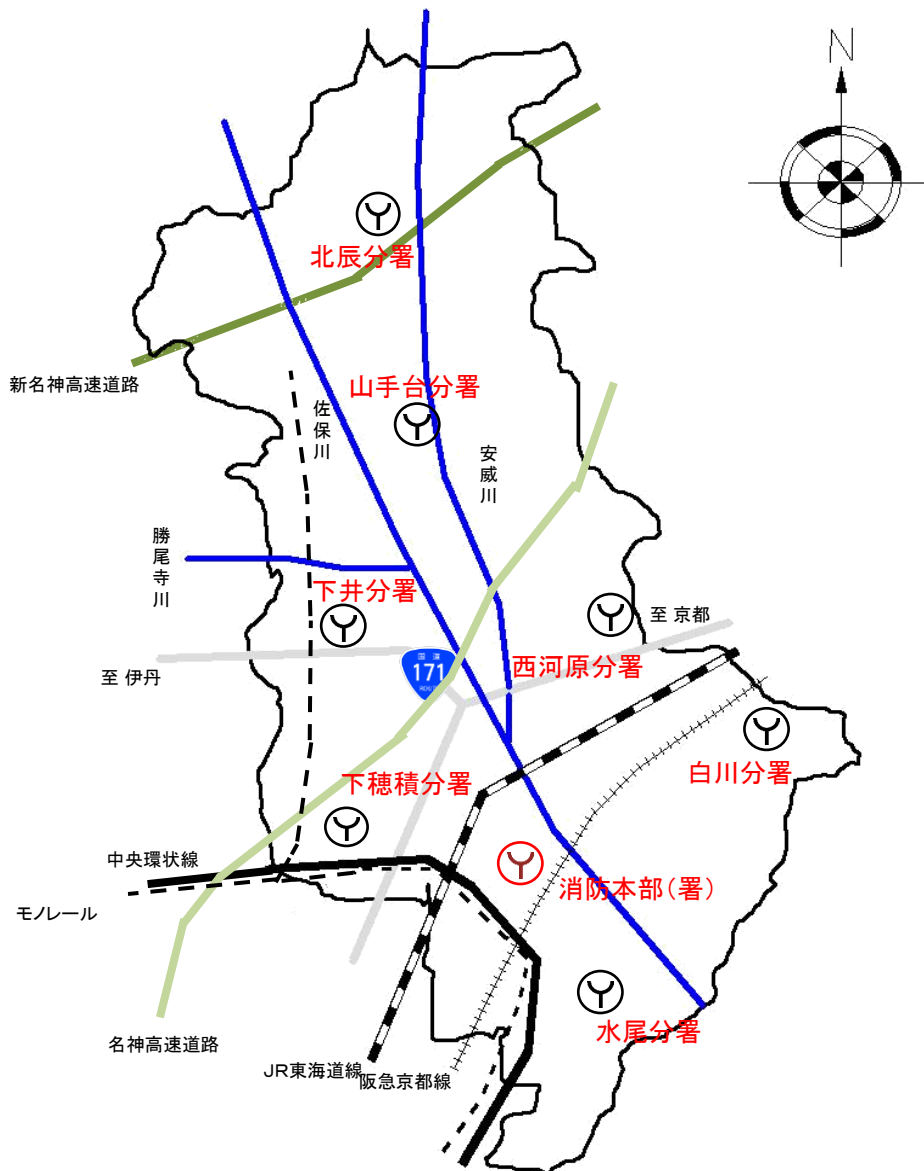 N
北辰分署
新名神高速道路
山手台分署
佐保川
安威川
勝尾寺川
下井分署
至 京都
西河原分署
至 伊丹
国道
171
白川分署
下穂積分署
中央環状線
消防本部(署)
モノレール
水尾分署
名神高速道路
JR東海道線
阪急京都線